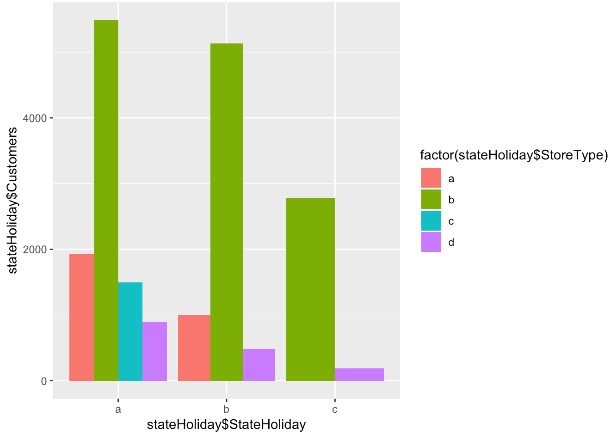 stateHoliday$Customers
4000
2000
0
a
b
c
stateHoliday$StateHoliday
factor(stateHoliday$StoreType)
a
b
c
d